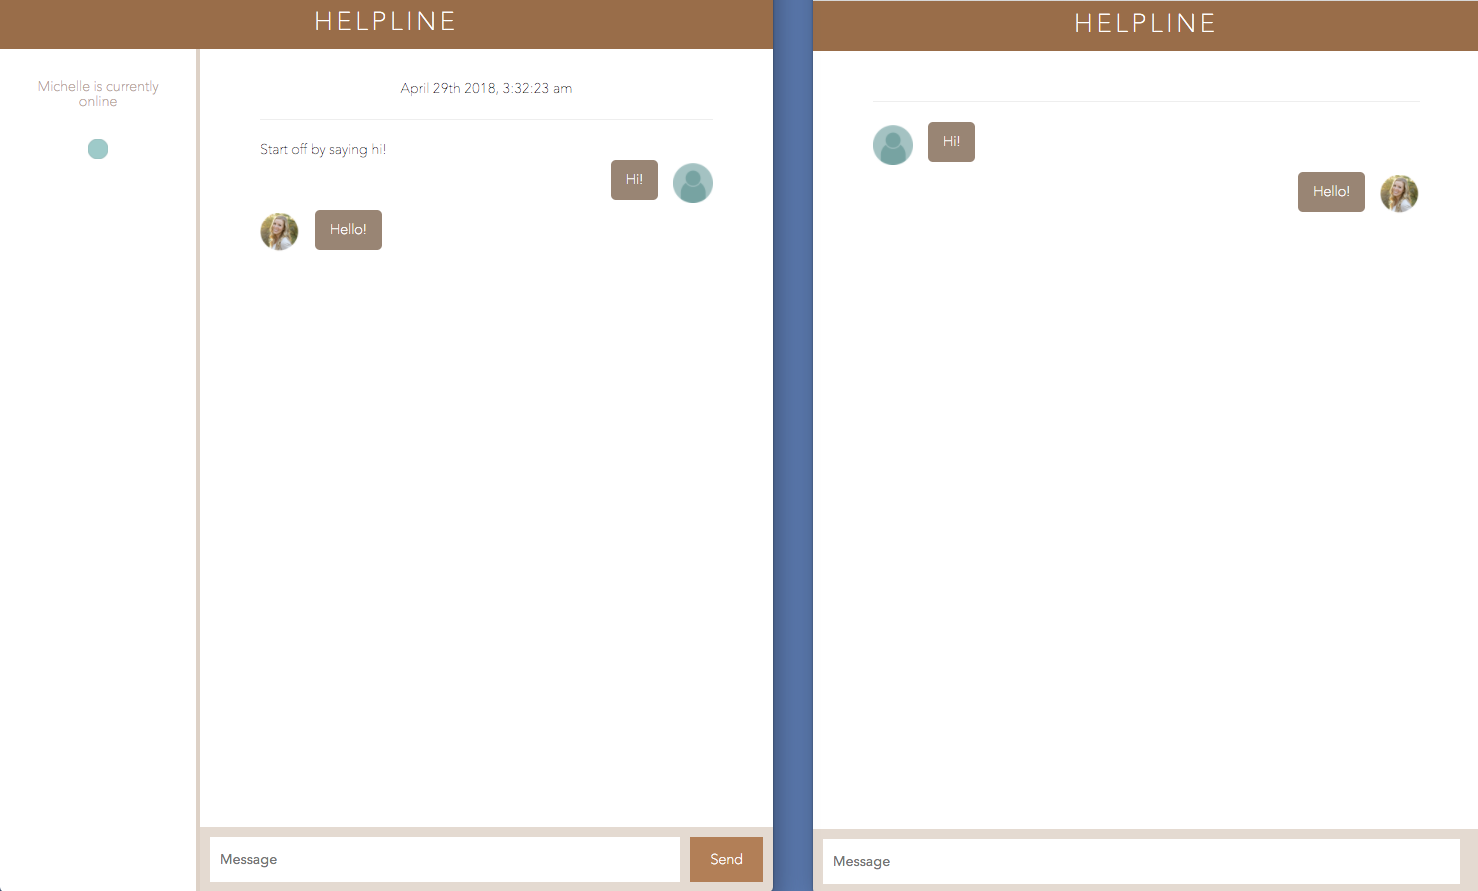 HELPLINE
Michelle is currently
online
April 29th 2018, 3:32:23 am
Start off by saying hi!
Hi!
Hello!
Message
Send
HELPLINE
Hi!
Hello!
Message